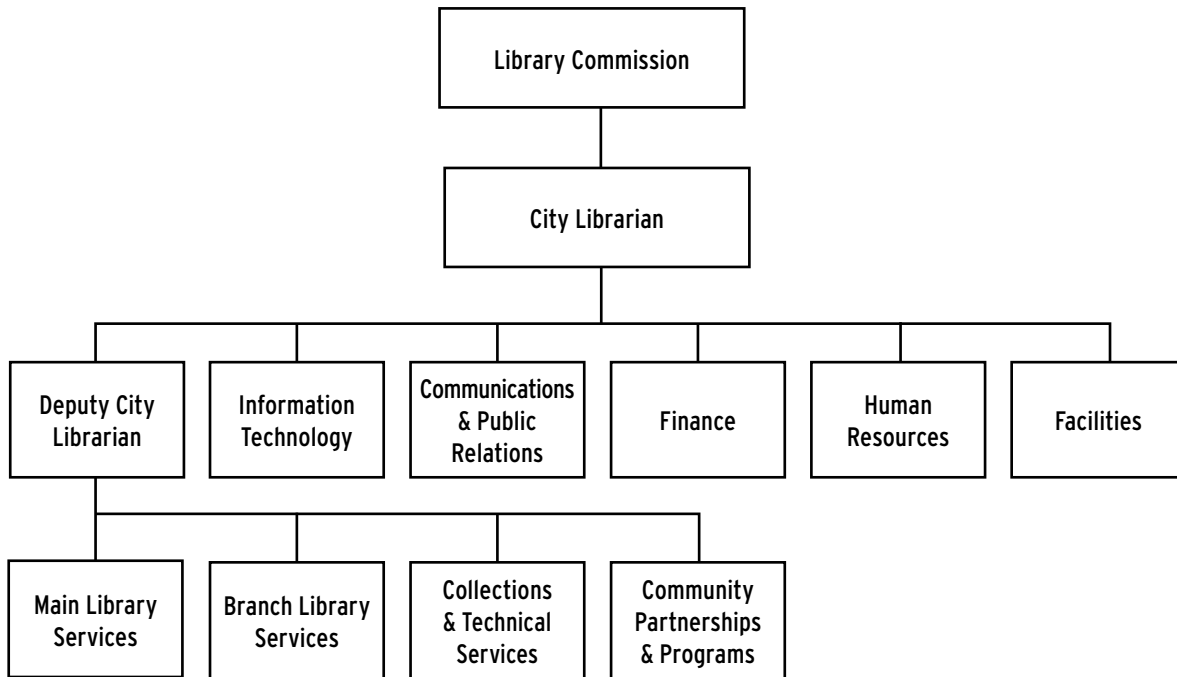 Library Commission
City Librarian
Deputy City
Librarian
Information
Technology
Communications
& Public
Relations
Finance
Human
Resources
Facilities
Main Library
Services
Branch Library
Services
Collections
& Technical
Services
Community
Partnerships
& Programs